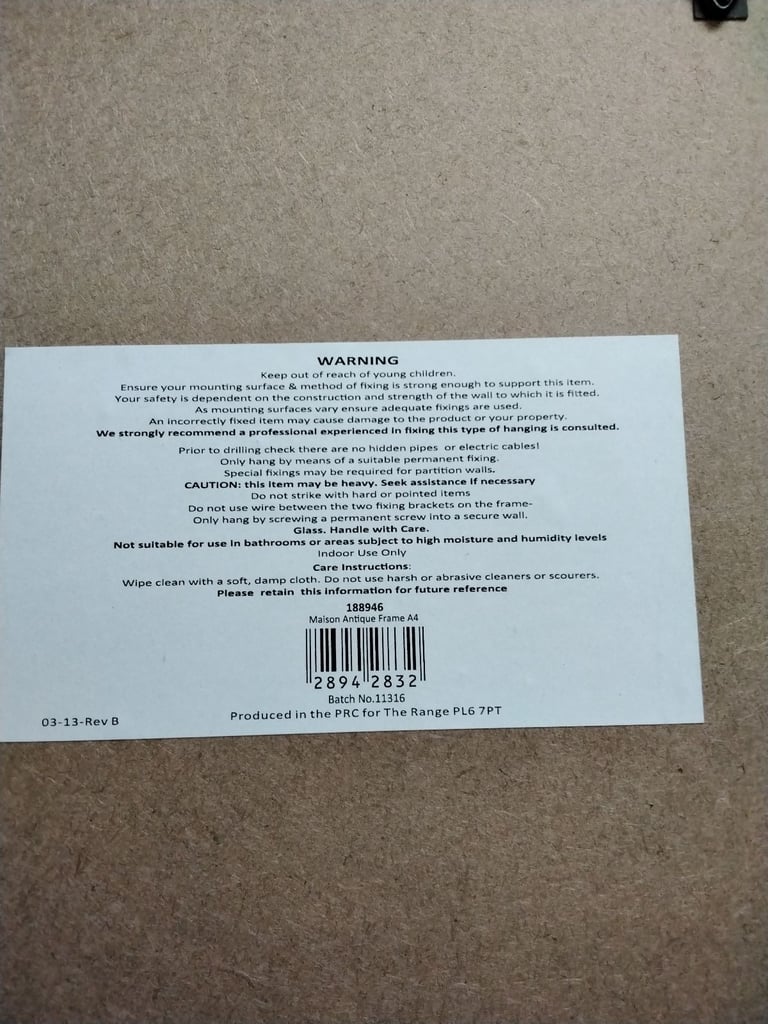 WARNING
Keep out of reach of young children.
Ensure your mounting surface & method of fixing is strong enough to support this item.
Your safety is dependent on the construction and strength of the wall to which it is fitted.
As mounting surfaces vary ensure adequate fixings are used.
An incorrectly fixed item may cause damage to the product or your property.
We strongly recommend a professional experienced in fixing this type of hanging is consulted.
Prior to drilling check there are no hidden pipes or electric cables!
Only hang by means of a suitable permanent fixing.
Special fixings may be required for partition walls.
CAUTION: this item may be heavy. Seek assistance if necessary
Do not strike with hard or pointed items
Do not use wire between the two fixing brackets on the frame-
Only hang by screwing a permanent screw into a secure wall.
Glass. Handle with Care.
Not suitable for use in bathrooms or areas subject to high moisture and humidity levels
Indoor Use Only
Care Instructions:
Wipe clean with a soft, damp cloth. Do not use harsh or abrasive cleaners or scourers.
Please retain this information for future reference
188946
Maison Antique Frame A4
2894 2832
Batch No.11316
Produced in the PRC for The Range PL6 7PT
03-13-Rev B